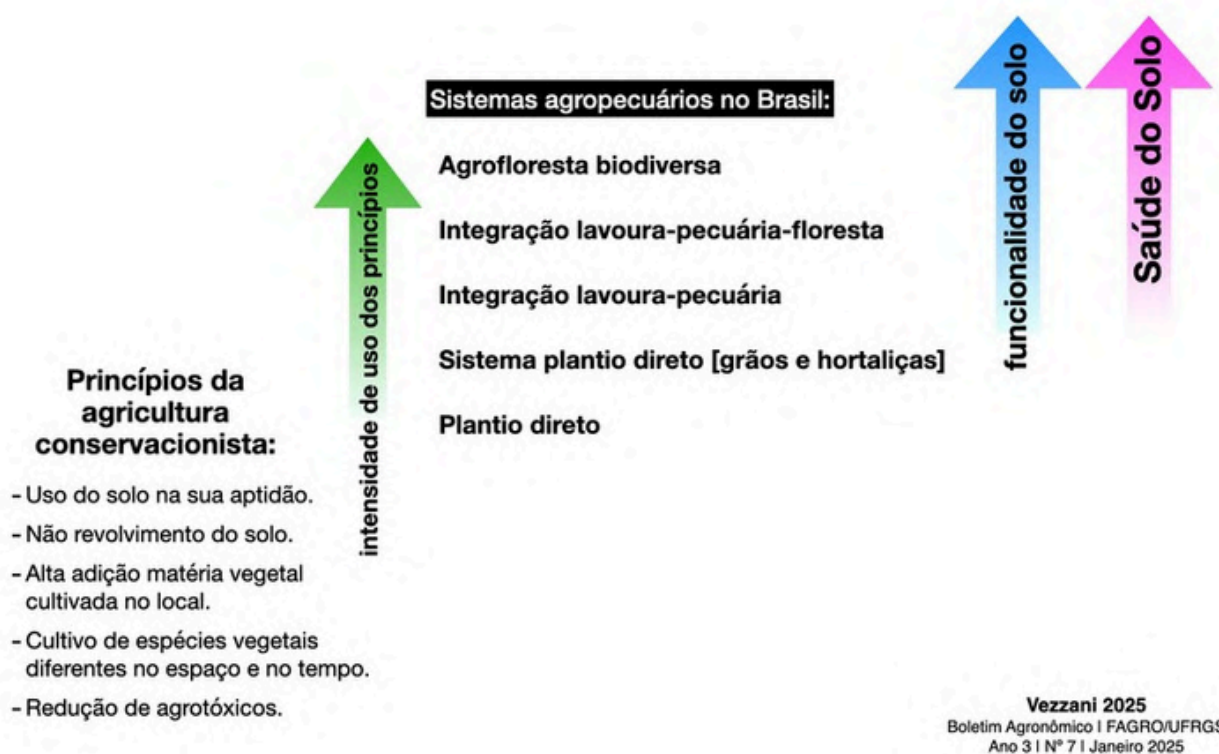 Sistemas agropecuários no Brasil:
Agrofloresta biodiversa
Integração lavoura-pecuária-floresta
Integração lavoura-pecuária
Sistema plantio direto [grãos e hortaliças]
Plantio direto
intensidade de uso dos princípios
funcionalidade do solo
Saúde do Solo
Princípios da
agricultura
conservacionista:
- Uso do solo na sua aptidão.
- Não revolvimento do solo.
- Alta adição matéria vegetal
cultivada no local.
- Cultivo de espécies vegetais
diferentes no espaço e no tempo.
- Redução de agrotóxicos.
Vezzani 2025
Boletim Agronômico I FAGRO/UFRGS
Ano 3 I Nº 7 I Janeiro 2025